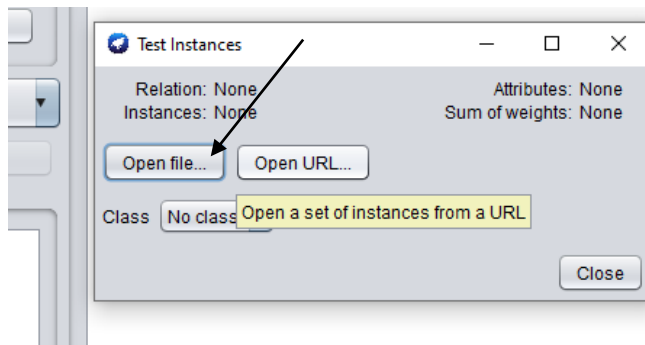 Test Instances
Relation: None Attributes: None
Instances: None Sum of weights: None
Open file... Open URL...
Class No class Open a set of instances from a URL
Close